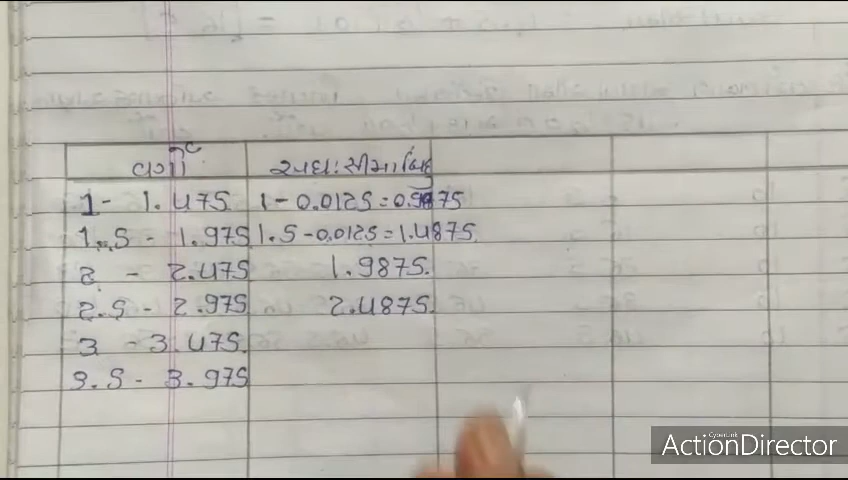 વર્ગ અધઃસીમાબિંદુ
1 - 1.475 1 - 0.0125 = 0.9875
1.5 - 1.975 1.5 - 0.0125 = 1.4875
2 - 2.475 1.9875
2.5 - 2.975 2.4875
3 - 3.475
3.5 - 3.975
CyberLink
ActionDirector